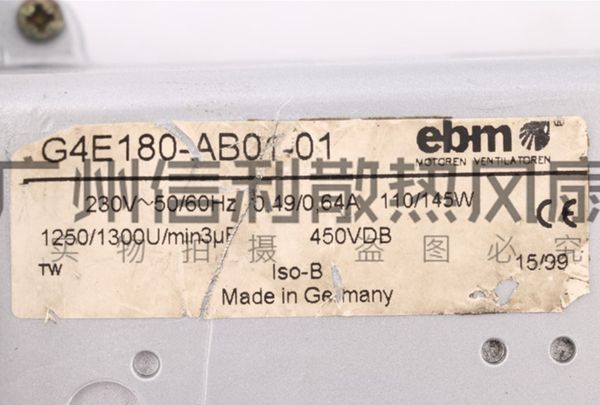 G4E180-AB01-01
ebm
MOTOREN VENTILATOREN
广州信利散热风扇
230V~50/60Hz 0.49/0.64A 110/145W
CE
1250/1300U/min3µF 450VDB
实物拍摄 盗图必究
TW Iso-B 15/99
Made in Germany